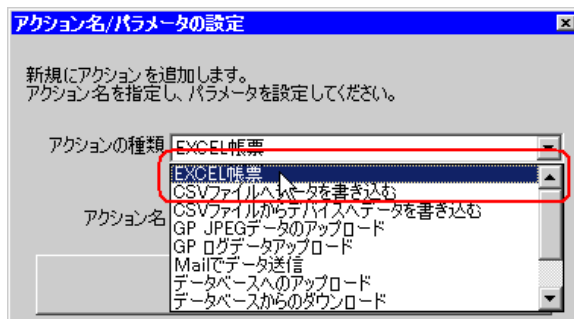 アクション名/パラメータの設定
新規にアクションを追加します。
アクション名を指定し、パラメータを設定してください。
アクションの種類 EXCEL帳票
EXCEL帳票
CSVファイルへデータを書き込む
アクション名 CSVファイルからデバイスへデータを書き込む
GP JPEGデータのアップロード
GP ログデータアップロード
Mailでデータ送信
データベースへのアップロード
データベースからのダウンロード